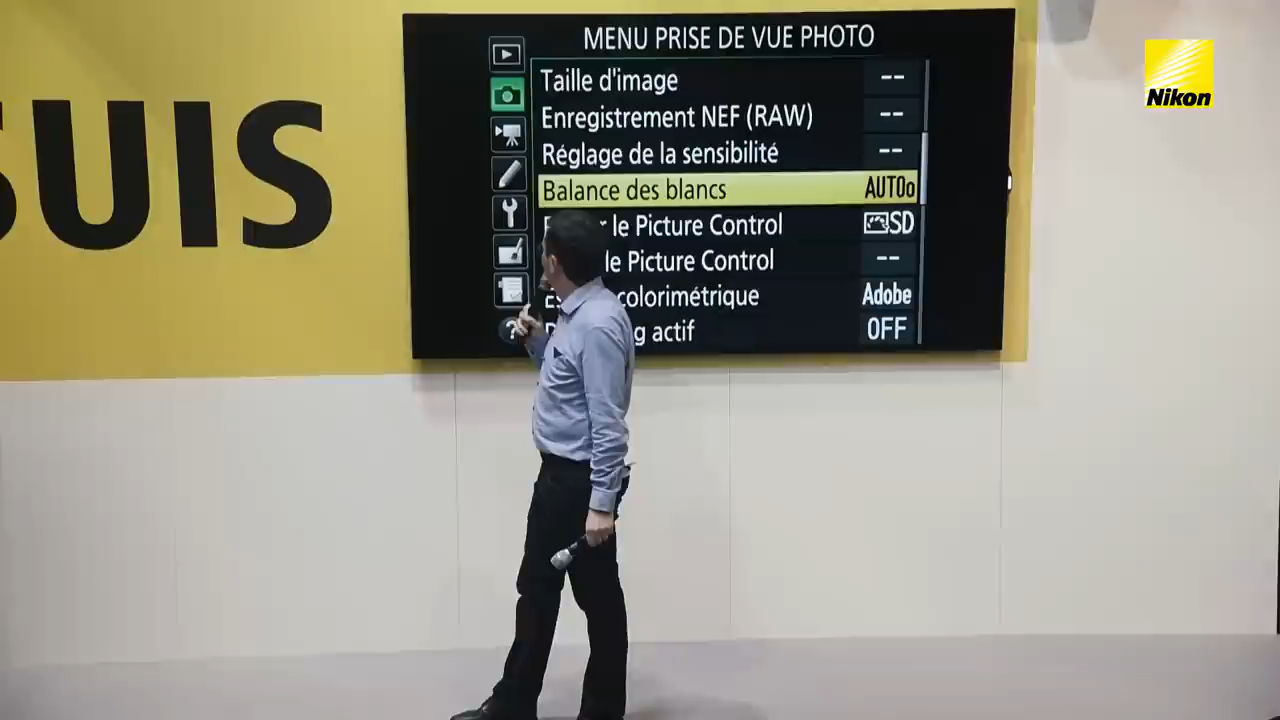 SUIS
MENU PRISE DE VUE PHOTO
Taille d'image --
Enregistrement NEF (RAW) --
Réglage de la sensibilité --
Balance des blancs AUTO0
le Picture Control SD
le Picture Control --
colorimétrique Adobe
actif OFF
?
Nikon